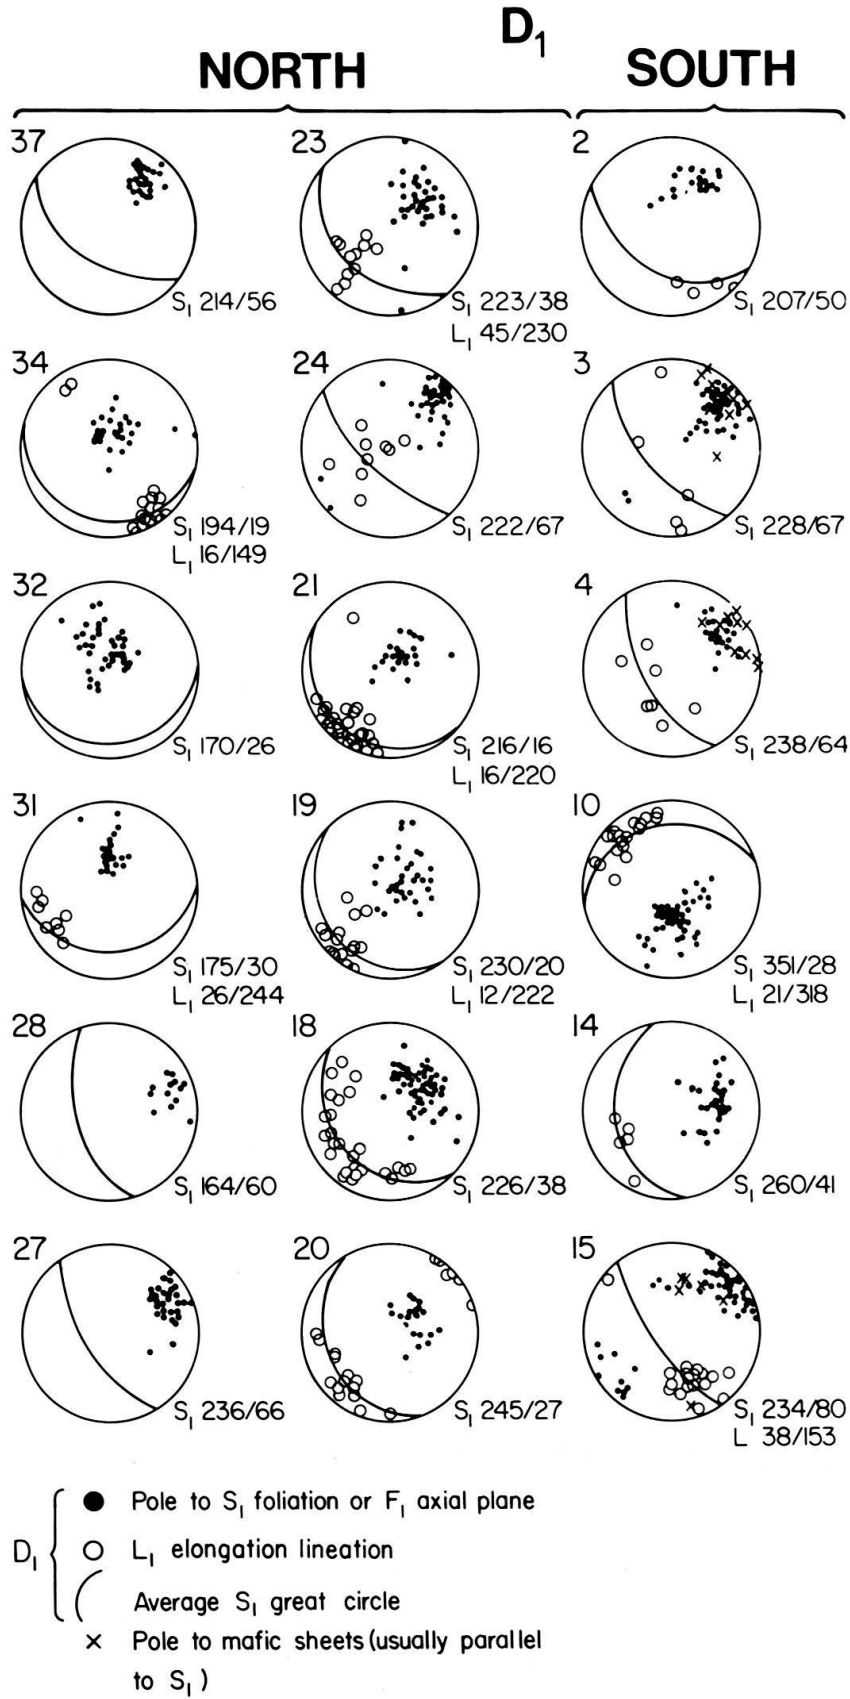 D1
NORTH SOUTH
37 23 2
S1 214/56 S1 223/38 S1 207/50
L1 45/230
34 24 3
S1 194/19 S1 222/67 S1 228/67
L1 16/149
32 21 4
S1 170/26 S1 216/16 S1 238/64
L1 16/220
31 19 10
S1 175/30 S1 230/20 S1 351/28
L1 26/244 L1 12/222 L1 21/318
28 18 14
S1 164/60 S1 226/38 S1 260/41
27 20 15
S1 236/66 S1 245/27 S1 234/80
L 38/153
Pole to S1 foliation or F1 axial plane
D1 L1 elongation lineation
Average S1 great circle
x Pole to mafic sheets (usually parallel
to S1)